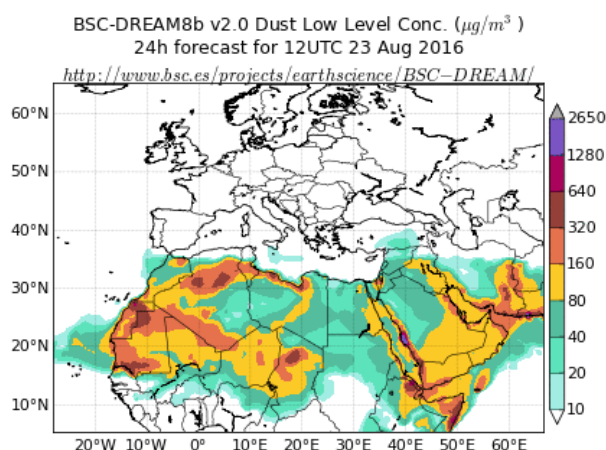 BSC-DREAM8b v2.0 Dust Low Level Conc. (μg/m³ )
24h forecast for 12UTC 23 Aug 2016
http://www.bsc.es/projects/earthscience/BSC−DREAM/
60°N
50°N
40°N
30°N
20°N
10°N
20°W
10°W
0°
10°E
20°E
30°E
40°E
50°E
60°E
2650
1280
640
320
160
80
40
20
10